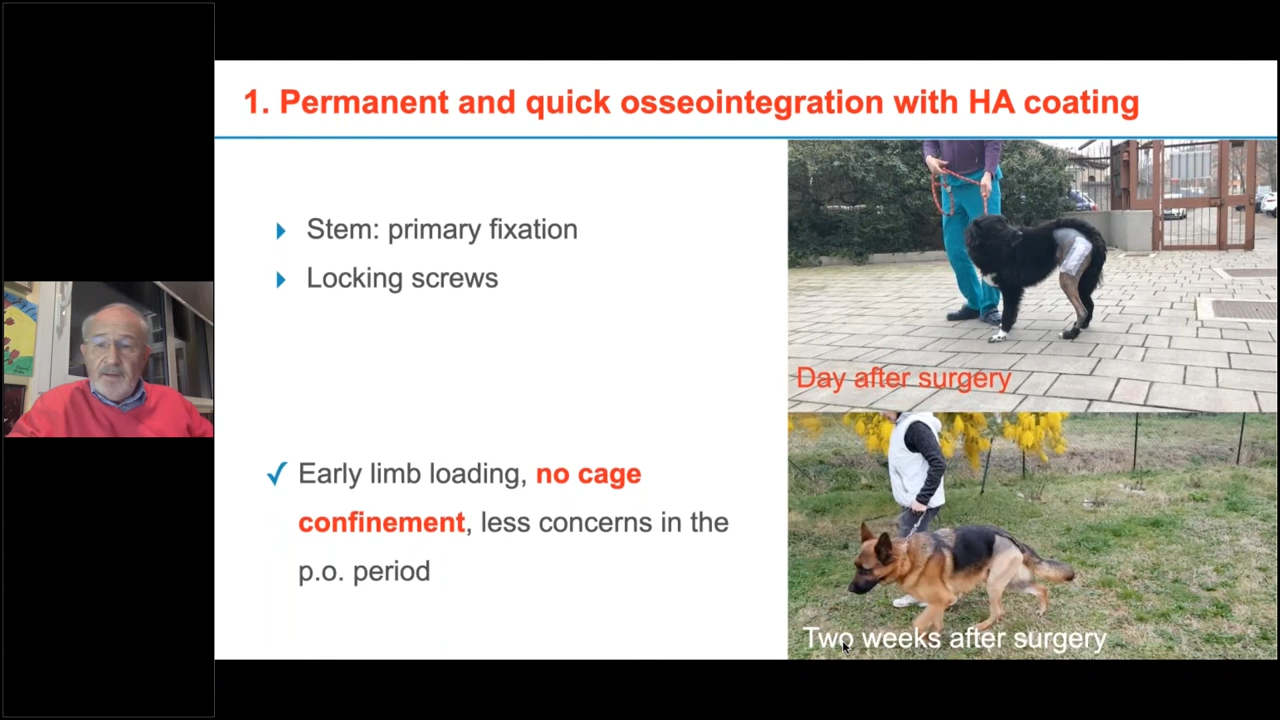 1. Permanent and quick osseointegration with HA coating
Stem: primary fixation
Locking screws
Early limb loading, no cage
confinement, less concerns in the
p.o. period
Day after surgery
Two weeks after surgery